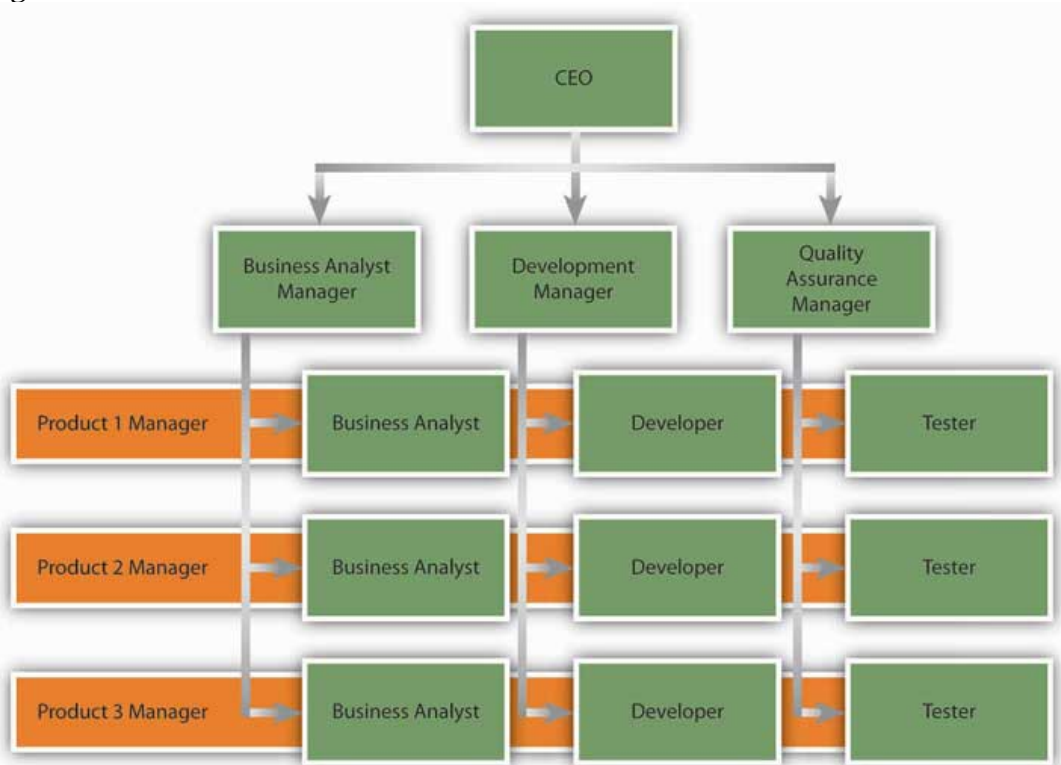 CEO
Business Analyst
Manager
Development
Manager
Quality
Assurance
Manager
Product 1 Manager
Business Analyst
Developer
Tester
Product 2 Manager
Business Analyst
Developer
Tester
Product 3 Manager
Business Analyst
Developer
Tester